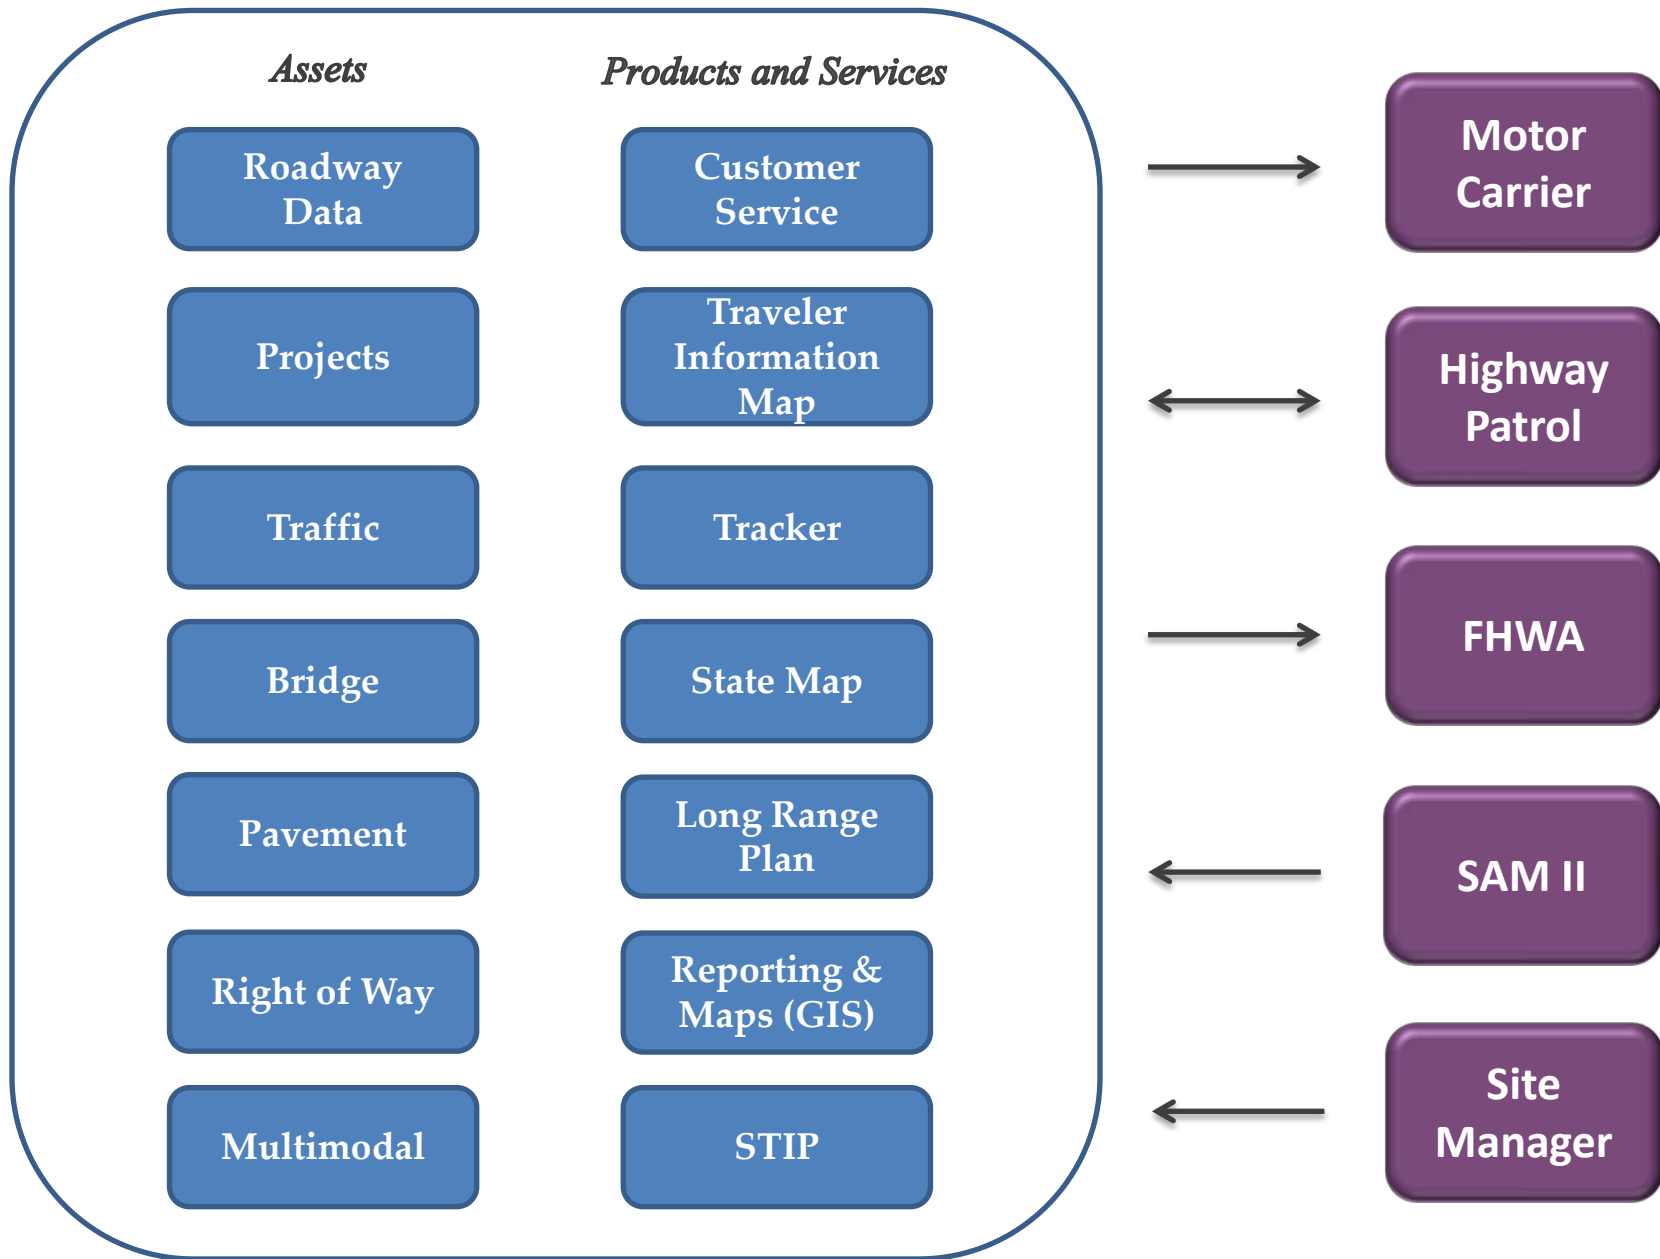 Assets
Products and Services
Roadway
Data
Customer
Service
Projects
Traveler
Information
Map
Traffic
Tracker
Bridge
State Map
Pavement
Long Range
Plan
Right of Way
Reporting &
Maps (GIS)
Multimodal
STIP
Motor
Carrier
Highway
Patrol
FHWA
SAM II
Site
Manager